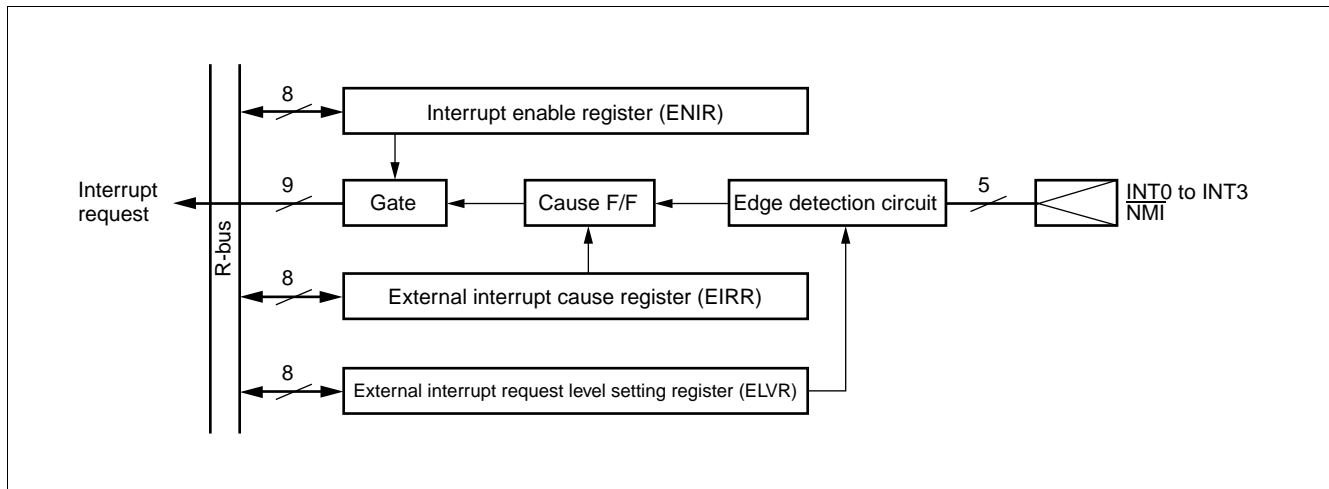 8
Interrupt enable register (ENIR)
Interrupt
request
9
Gate
Cause F/F
Edge detection circuit
5
INT0 to INT3
NMI
R-bus
8
External interrupt cause register (EIRR)
8
External interrupt request level setting register (ELVR)